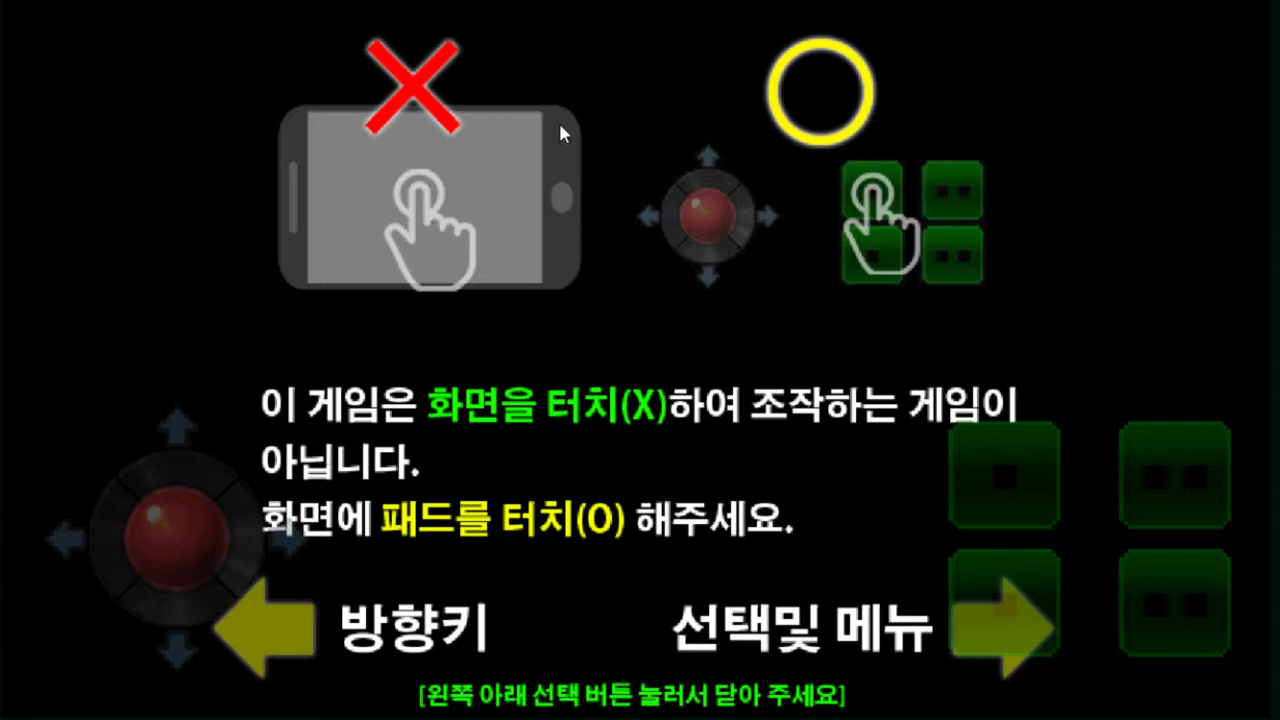 이 게임은 화면을 터치(X)하여 조작하는 게임이
아닙니다.
화면에 패드를 터치(O) 해주세요.
방향키 선택및 메뉴
[왼쪽 아래 선택 버튼 눌러서 닫아 주세요]